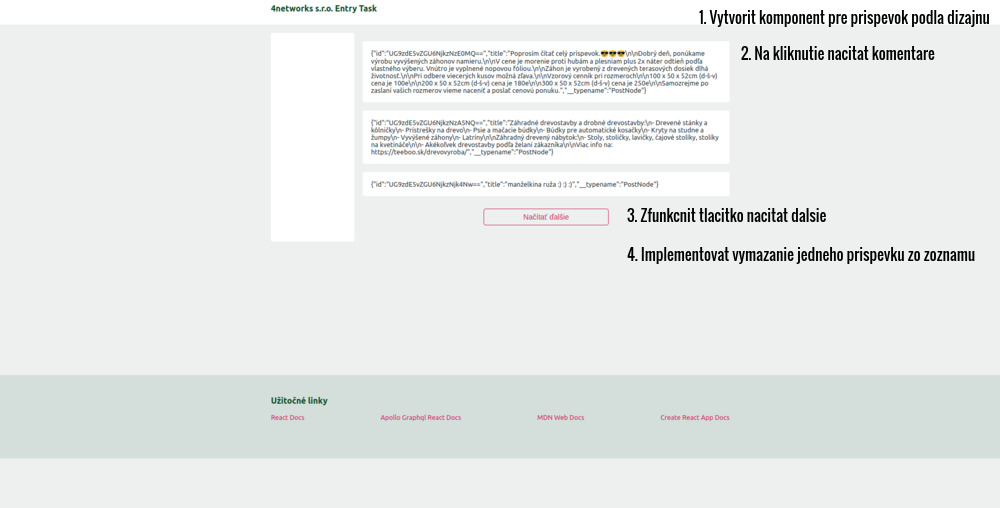 4networks s.r.o. Entry Task
1. Vytvorit komponent pre prispevok podla dizajnu
2. Na kliknutie nacitat komentare
{"id":"UG9zdE5vZGU6NjkzNzE0MQ==","title":"Poprosím čítať celý príspevok.😎😎😎\n\nDobrý deň, ponúkame
výrobu vyvýšených záhonov namieru.\n\nV cene je morenie proti hubám a plesniam plus 2x náter odtieň podľa
vlastného výberu. Vnútro je vyplnené nopovou fóliou.\n\nZáhon je vyrobený z drevených terasových dosiek dlhá
životnosť.\n\nPri odbere viecerých kusov možná zľava.\n\nVzorový cenník pri rozmeroch\n\n100 x 50 x 52cm (d-š-v)
cena je 100e\n\n200 x 50 x 52cm (d-š-v) cena je 180e\n\n300 x 50 x 52cm (d-š-v) cena je 250e\n\nSamozrejme po
zaslaní vašich rozmerov vieme naceniť a poslať cenovú ponuku.","__typename":"PostNode"}
{"id":"UG9zdE5vZGU6NjkzNzA5NQ==","title":"Záhradné drevostavby a drobné drevostavby:\n- Drevené stánky a
kôlničky\n- Prístrešky na drevo\n- Psie a mačacie búdky\n- Búdky pre automatické kosačky\n- Kryty na studne a
žumpy\n- Vyvýšené záhony\n- Latríny\n\nZáhradný drevený nábytok:\n- Stoly, stoličky, lavičky, čajové stolíky, stolíky
na kvetináče\n\n- Akékoľvek drevostavby podľa želaní zákazníka\n\nViac info na:
https://teeboo.sk/drevovyroba/","__typename":"PostNode"}
{"id":"UG9zdE5vZGU6NjkzNjk4Nw==","title":"manželkina ruža :) :) :)","__typename":"PostNode"}
Načítať ďalšie
3. Zfunkcnit tlacitko nacitat dalsie
4. Implementovat vymazanie jedneho prispevku zo zoznamu
Užitočné linky
React Docs
Apollo Graphql React Docs
MDN Web Docs
Create React App Docs